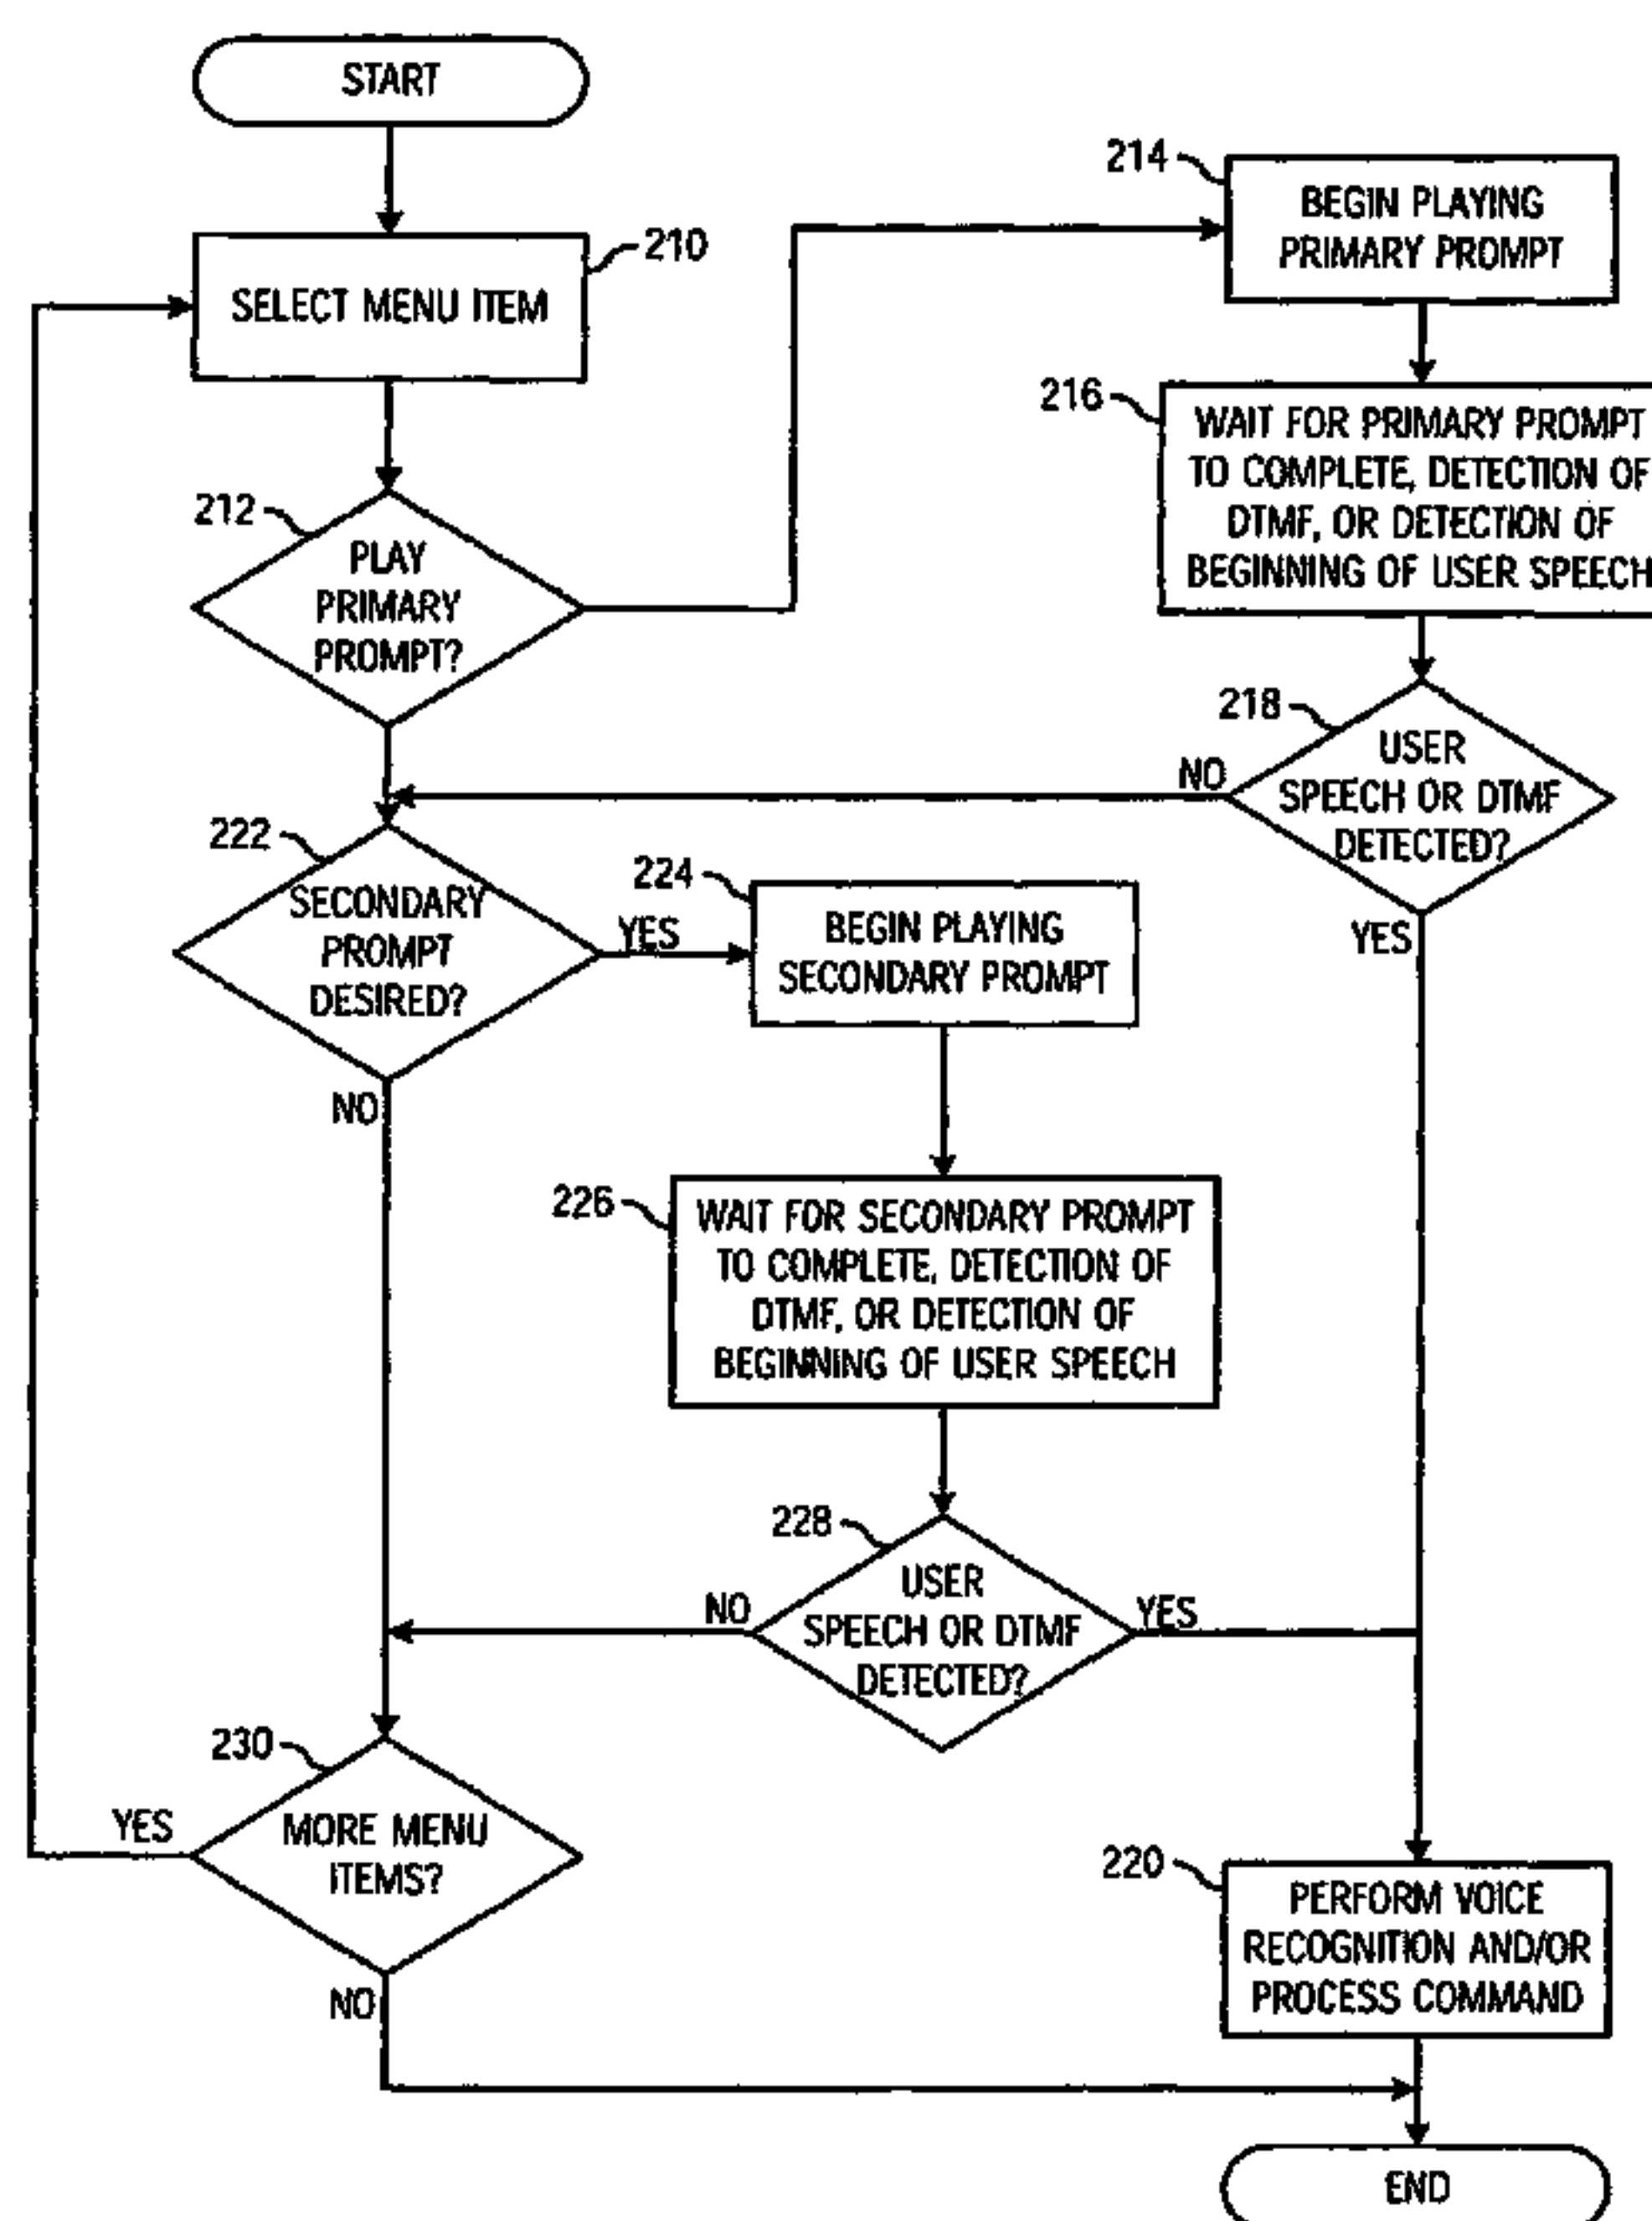 START
210
SELECT MENU ITEM
212
PLAY
PRIMARY
PROMPT?
214
BEGIN PLAYING
PRIMARY PROMPT
216
WAIT FOR PRIMARY PROMPT
TO COMPLETE, DETECTION OF
DTMF, OR DETECTION OF
BEGINNING OF USER SPEECH
218
USER
SPEECH OR DTMF
DETECTED?
NO
YES
222
SECONDARY
PROMPT
DESIRED?
YES
NO
224
BEGIN PLAYING
SECONDARY PROMPT
226
WAIT FOR SECONDARY PROMPT
TO COMPLETE, DETECTION OF
DTMF, OR DETECTION OF
BEGINNING OF USER SPEECH
228
USER
SPEECH OR DTMF
DETECTED?
NO
YES
230
MORE MENU
ITEMS?
YES
NO
220
PERFORM VOICE
RECOGNITION AND/OR
PROCESS COMMAND
END